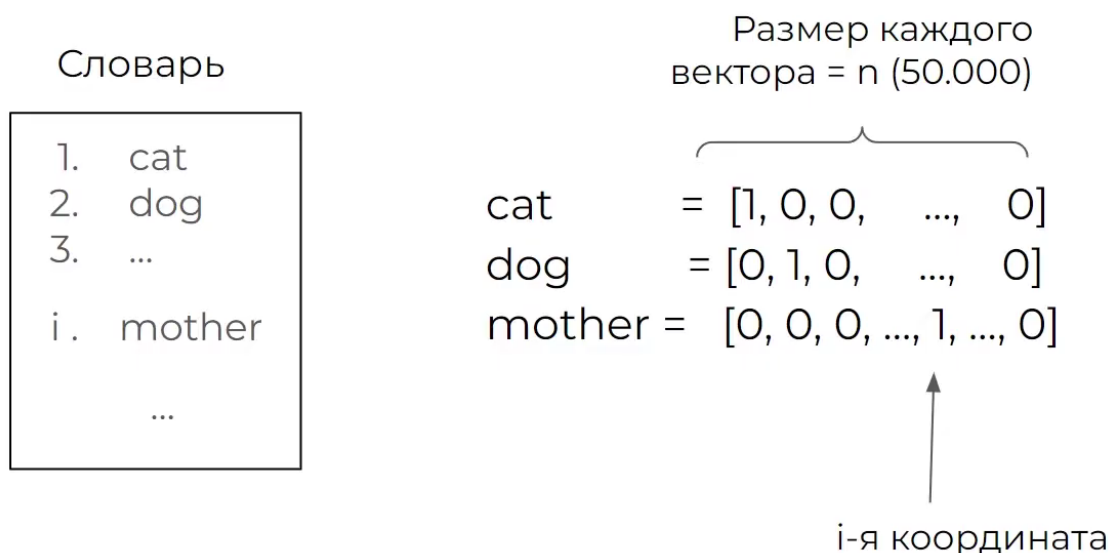 Словарь
1. cat
2. dog
3. ...
i. mother
...
Размер каждого
вектора = n (50.000)
cat = [1, 0, 0, ..., 0]
dog = [0, 1, 0, ..., 0]
mother = [0, 0, 0, ..., 1, ..., 0]
i-я координата